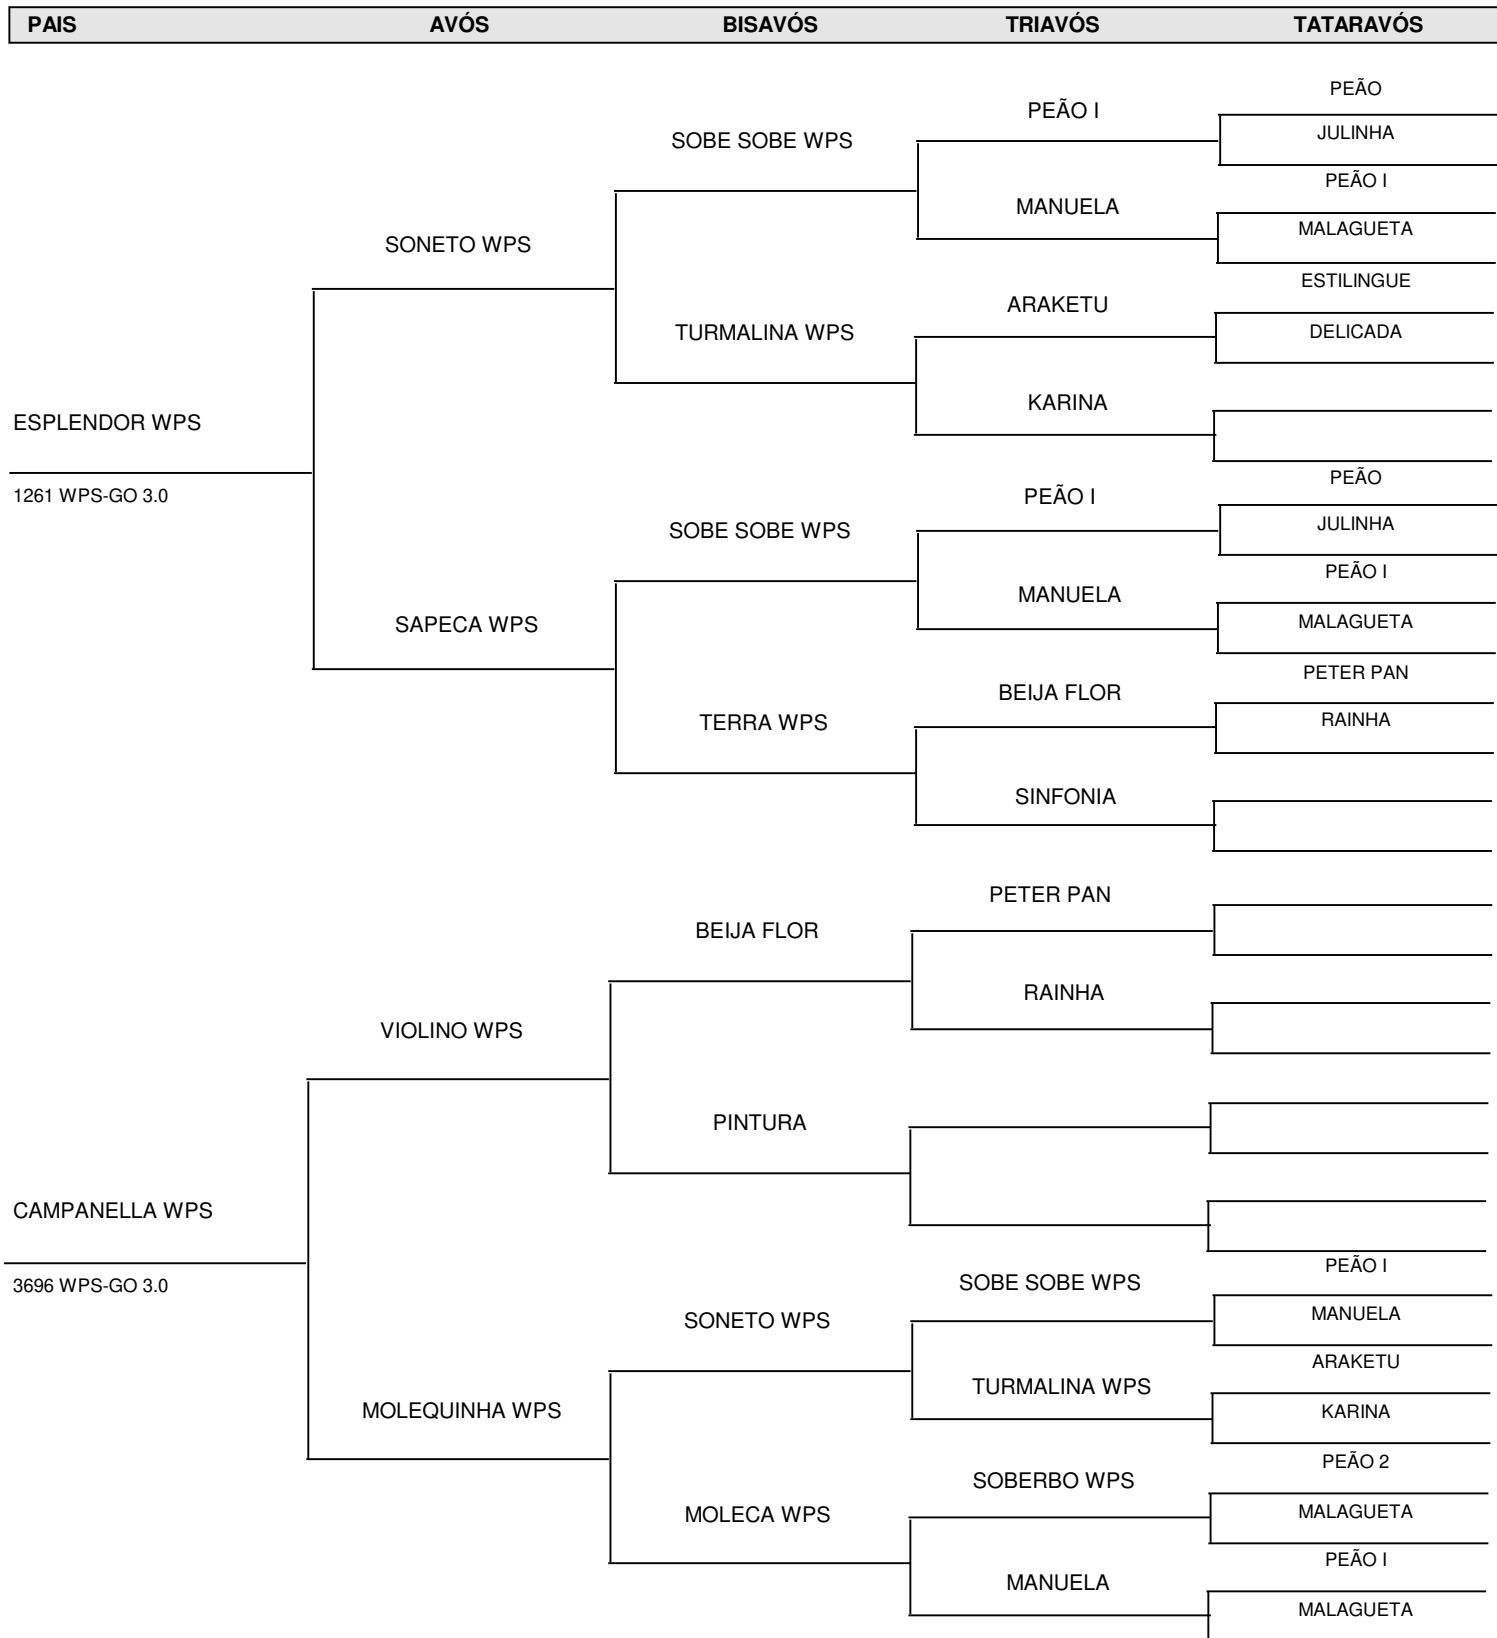 PAIS AVÓS BISAVÓS TRIAVÓS TATARAVÓS
PEÃO
PEÃO I
JULINHA
SOBE SOBE WPS
PEÃO I
MANUELA
MALAGUETA
SONETO WPS
ESTILINGUE
ARAKETU
TURMALINA WPS
DELICADA
KARINA
ESPLENDOR WPS
PEÃO
1261 WPS-GO 3.0
PEÃO I
JULINHA
SOBE SOBE WPS
PEÃO I
MANUELA
MALAGUETA
SAPECA WPS
PETER PAN
BEIJA FLOR
RAINHA
TERRA WPS
SINFONIA
PETER PAN
BEIJA FLOR
RAINHA
VIOLINO WPS
PINTURA
CAMPANELLA WPS
PEÃO I
3696 WPS-GO 3.0
SOBE SOBE WPS
MANUELA
SONETO WPS
ARAKETU
TURMALINA WPS
MOLEQUINHA WPS
KARINA
PEÃO 2
SOBERBO WPS
MALAGUETA
MOLECA WPS
PEÃO I
MANUELA
MALAGUETA